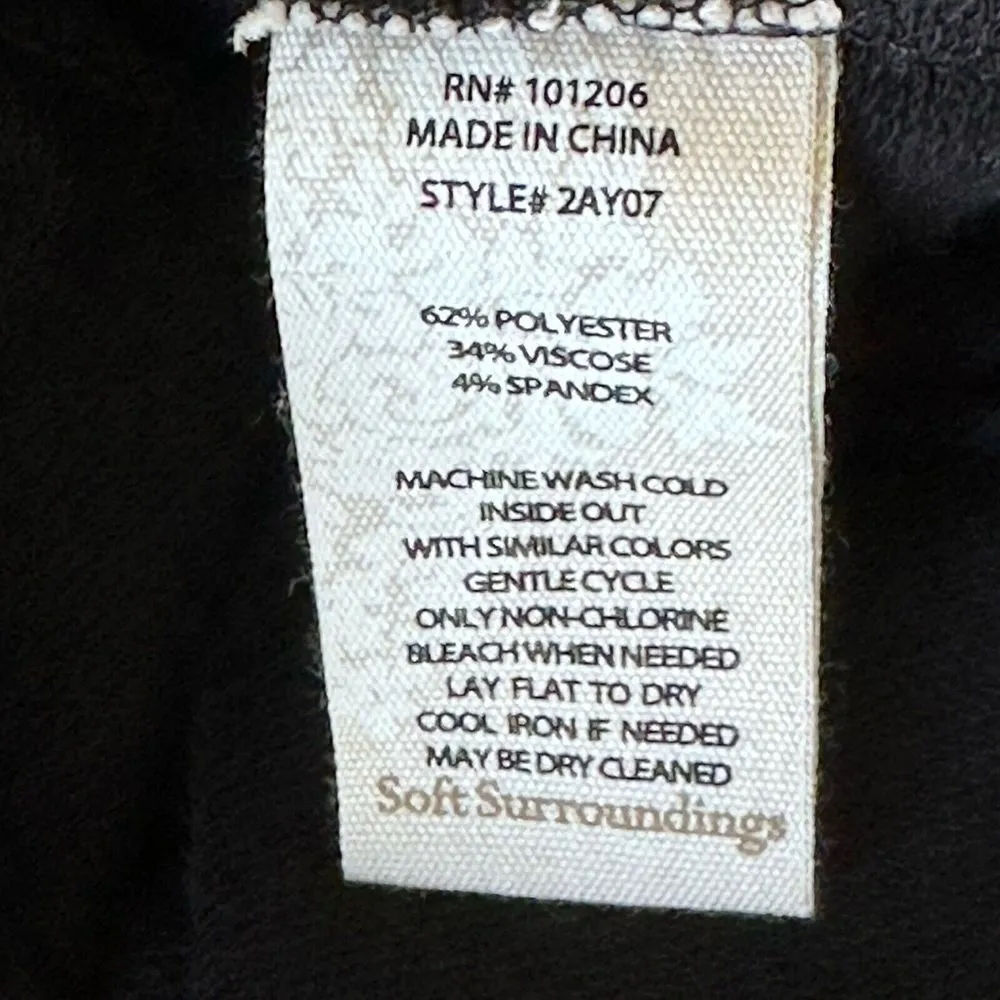 RN# 101206
MADE IN CHINA
STYLE# 2AY07
62% POLYESTER
34% VISCOSE
4% SPANDEX
MACHINE WASH COLD
INSIDE OUT
WITH SIMILAR COLORS
GENTLE CYCLE
ONLY NON-CHLORINE
BLEACH WHEN NEEDED
LAY FLAT TO DRY
COOL IRON IF NEEDED
MAY BE DRY CLEANED
Soft Surroundings